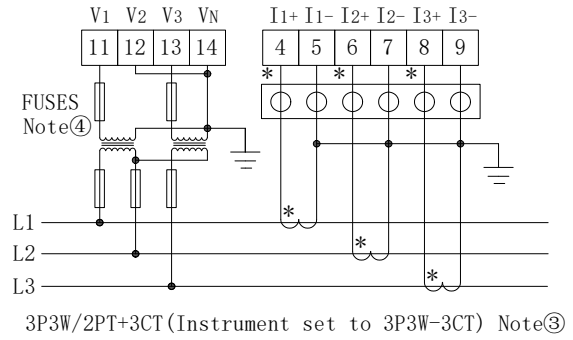 V1 V2 V3 VN I1+ I1- I2+ I2- I3+ I3-
11 12 13 14 4 5 6 7 8 9
* * *
FUSES
Note④
*
L1
*
L2
*
L3
3P3W/2PT+3CT(Instrument set to 3P3W-3CT) Note③